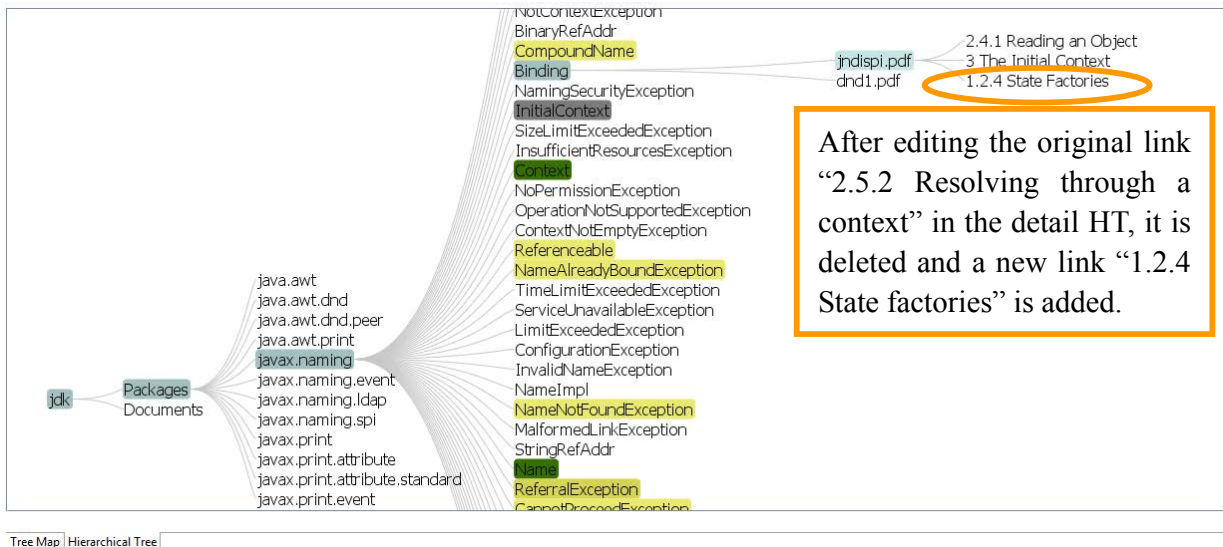 NotContextException
BinaryRefAddr
CompoundName
Binding
NamingSecurityException
InitialContext
SizeLimitExceededException
InsufficientResourcesException
Context
NoPermissionException
OperationNotSupportedException
ContextNotEmptyException
Referenceable
NameAlreadyBoundException
TimeLimitExceededException
ServiceUnavailableException
LimitExceededException
ConfigurationException
InvalidNameException
NameImpl
NameNotFoundException
MalformedLinkException
StringRefAddr
Name
ReferralException
CannotProceedException
jndispi.pdf
dnd1.pdf
2.4.1 Reading an Object
3 The Initial Context
1.2.4 State Factories
After editing the original link
“2.5.2 Resolving through a
context” in the detail HT, it is
deleted and a new link “1.2.4
State factories” is added.
java.awt
java.awt.dnd
java.awt.dnd.peer
java.awt.print
javax.naming
javax.naming.event
javax.naming.ldap
javax.naming.spi
javax.print
javax.print.attribute
javax.print.attribute.standard
javax.print.event
jdk
Packages
Documents
Tree Map
Hierarchical Tree